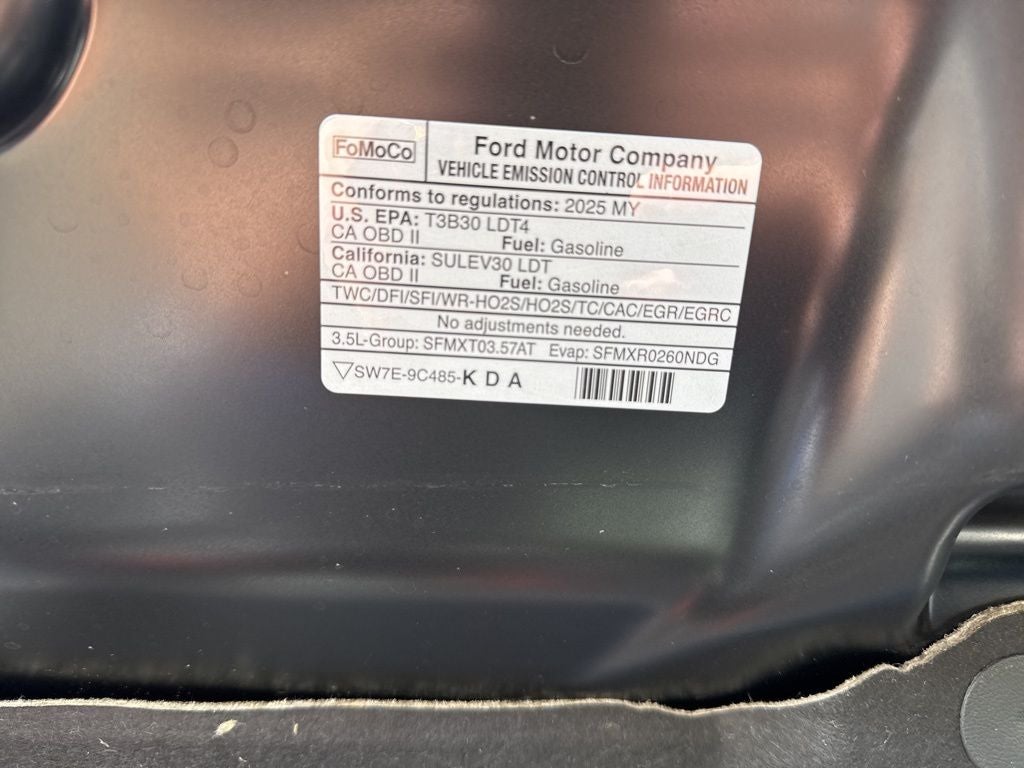 FoMoCo
Ford Motor Company
VEHICLE EMISSION CONTROL INFORMATION
Conforms to regulations: 2025 MY
U.S. EPA: T3B30 LDT4
CA OBD II Fuel: Gasoline
California: SULEV30 LDT
CA OBD II Fuel: Gasoline
TWC/DFI/SFI/WR-HO2S/HO2S/TC/CAC/EGR/EGRC
No adjustments needed.
3.5L-Group: SFMXT03.57AT Evap: SFMXR0260NDG
▽SW7E-9C485-K D A